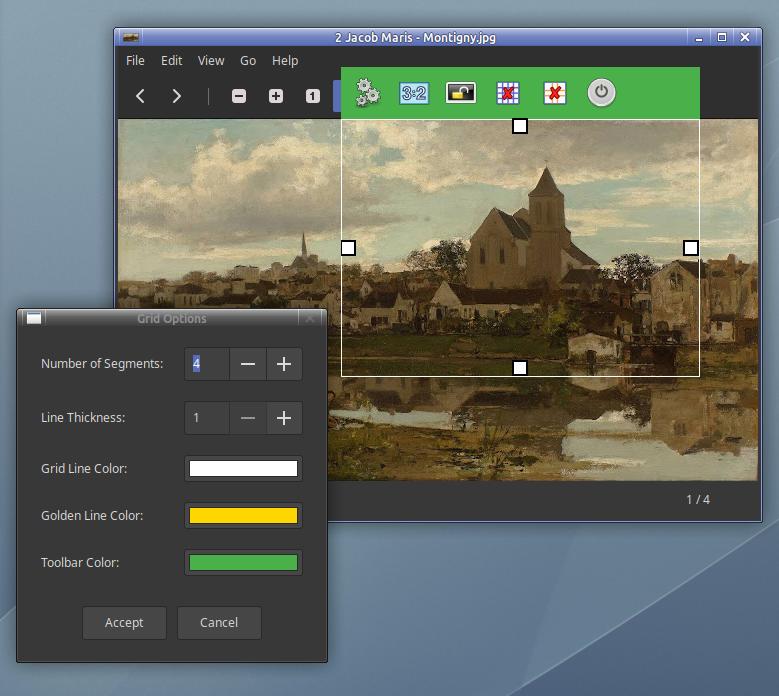 2 Jacob Maris - Montigny.jpg
File Edit View Go Help
1
3:2
Grid Options
Number of Segments: 4
Line Thickness: 1
Grid Line Color:
Golden Line Color:
Toolbar Color:
Accept Cancel
1 / 4